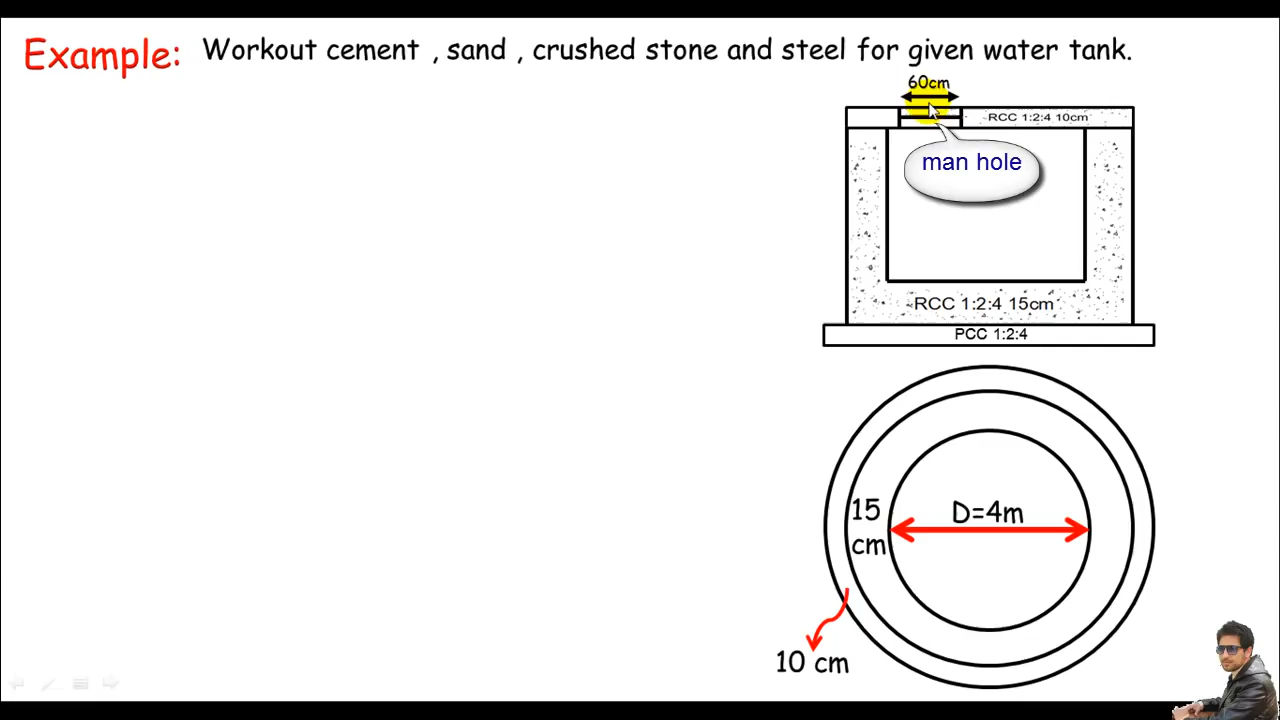 Example: Workout cement , sand , crushed stone and steel for given water tank.
60cm
RCC 1:2:4 10cm
man hole
RCC 1:2:4 15cm
PCC 1:2:4
15
cm
D=4m
10 cm